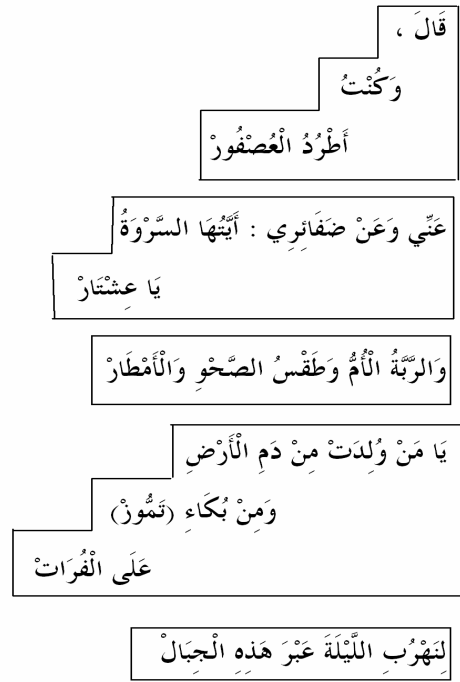 قَالَ ،
وَكُنْتُ
أَطْرُدُ الْعُصْفُورْ
عَنِّي وَعَنْ ضَفَائِرِي : أَيَّتُهَا السَّرْوَةُ
يَا عِشْتَارْ
وَالرَّبَّةُ الْأُمُّ وَطَقْسُ الصَّحْوِ وَالْأَمْطَارْ
يَا مَنْ وُلِدَتْ مِنْ دَمِ الْأَرْضِ
وَمِنْ بُكَاءِ (تَمُّوزْ)
عَلَى الْفُرَاتْ
لِنَهْرُبِ اللَّيْلَةَ عَبْرَ هَذِهِ الْجِبَالْ